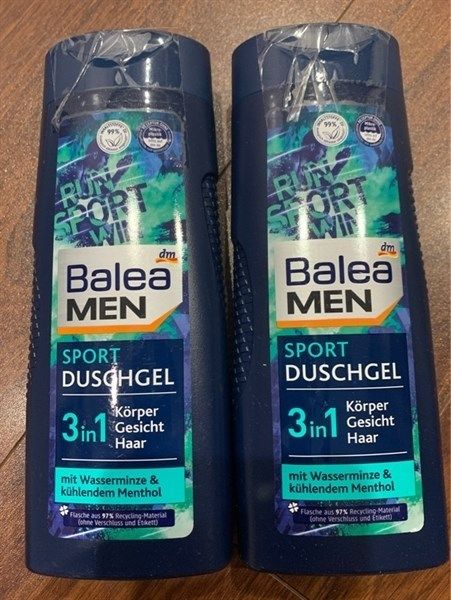 99%
RUN
SPORT
WIN
dm
Balea
MEN
SPORT
DUSCHGEL
3in1
Körper
Gesicht
Haar
mit Wasserminze &
kühlendem Menthol
Flasche aus 97% Recycling-Material
(ohne Verschluss und Etikett)
99%
RUN
SPORT
WIN
dm
Balea
MEN
SPORT
DUSCHGEL
3in1
Körper
Gesicht
Haar
mit Wasserminze &
kühlendem Menthol
Flasche aus 97% Recycling-Material
(ohne Verschluss und Etikett)